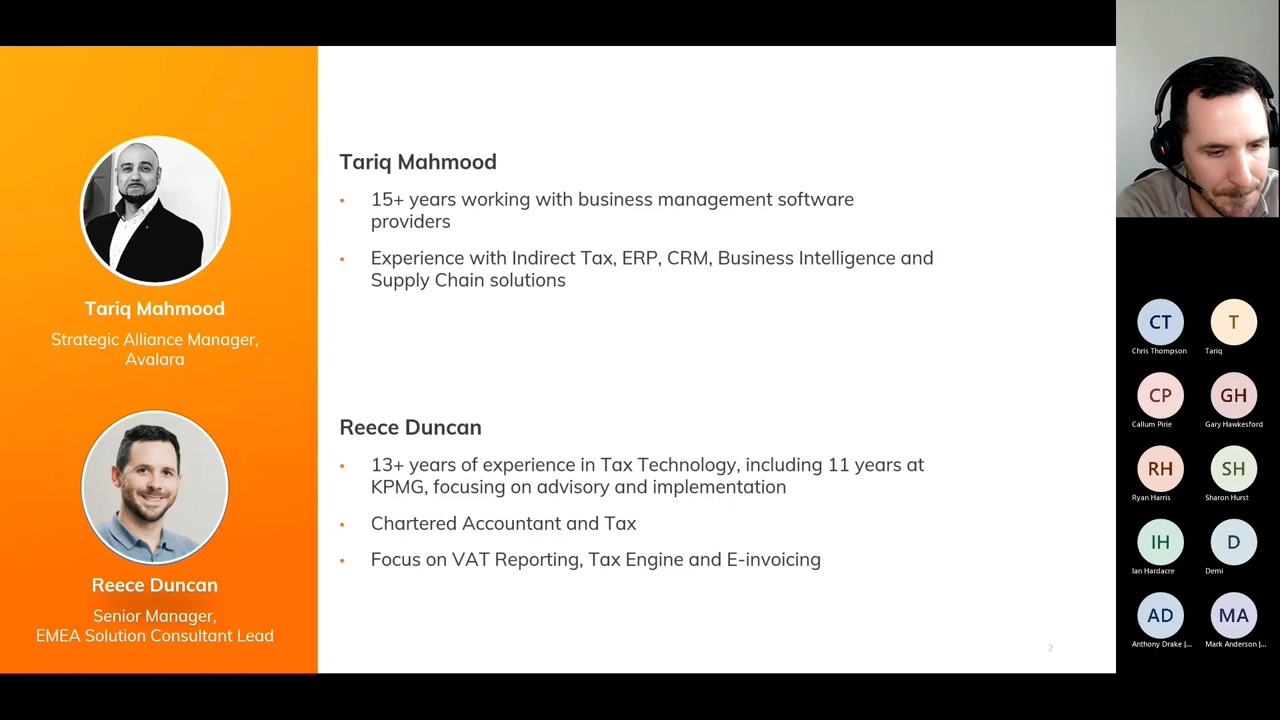 Tariq Mahmood
Strategic Alliance Manager,
Avalara
Reece Duncan
Senior Manager,
EMEA Solution Consultant Lead
Tariq Mahmood
• 15+ years working with business management software
providers
• Experience with Indirect Tax, ERP, CRM, Business Intelligence and
Supply Chain solutions
Reece Duncan
• 13+ years of experience in Tax Technology, including 11 years at
KPMG, focusing on advisory and implementation
• Chartered Accountant and Tax
• Focus on VAT Reporting, Tax Engine and E-invoicing
2
CT T
Chris Thompson Tariq
CP GH
Callum Pirie Gary Hawkesford
RH SH
Ryan Harris Sharon Hurst
IH D
Ian Hardacre Demi
AD MA
Anthony Drake |... Mark Anderson |...